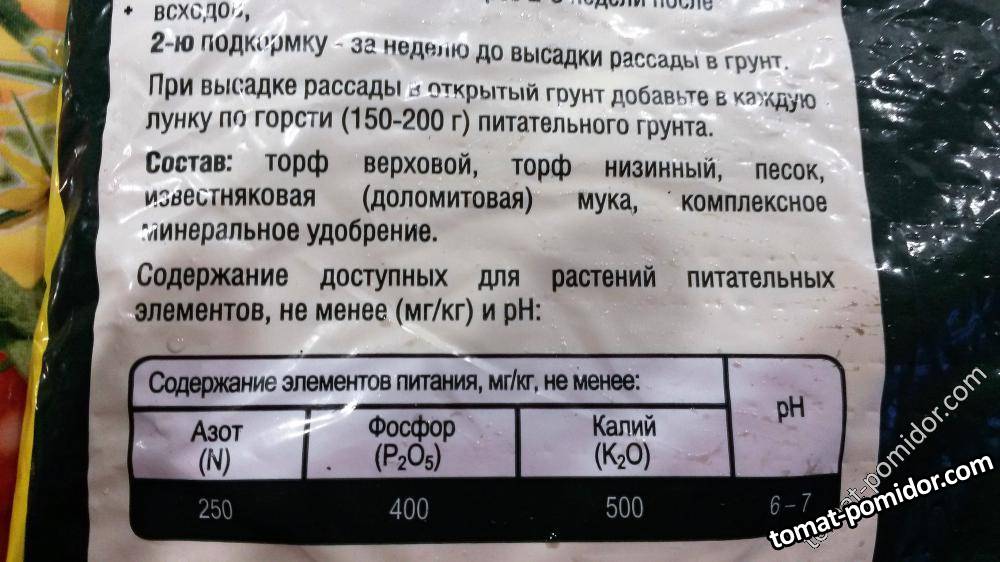 недели после
всходов,
2-ю подкормку - за неделю до высадки рассады в грунт.
При высадке рассады в открытый грунт добавьте в каждую
лунку по горсти (150-200 г) питательного грунта.
Состав: торф верховой, торф низинный, песок,
известняковая (доломитовая) мука, комплексное
минеральное удобрение.
Содержание доступных для растений питательных
элементов, не менее (мг/кг) и pH:
Содержание элементов питания, мг/кг, не менее:
pH
Азот
(N)
Фосфор
(P₂O₅)
Калий
(K₂O)
250
400
500
6-7
tomat-pomidor.com
tomat-pomidor.com